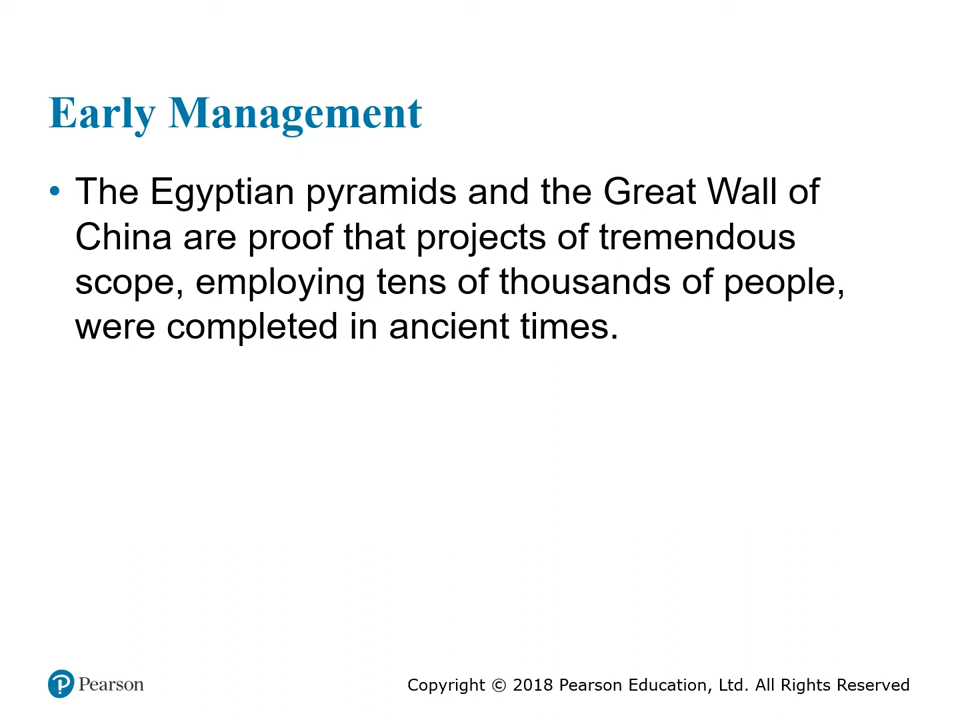 Early Management
• The Egyptian pyramids and the Great Wall of
China are proof that projects of tremendous
scope, employing tens of thousands of people,
were completed in ancient times.
P Pearson
Copyright © 2018 Pearson Education, Ltd. All Rights Reserved